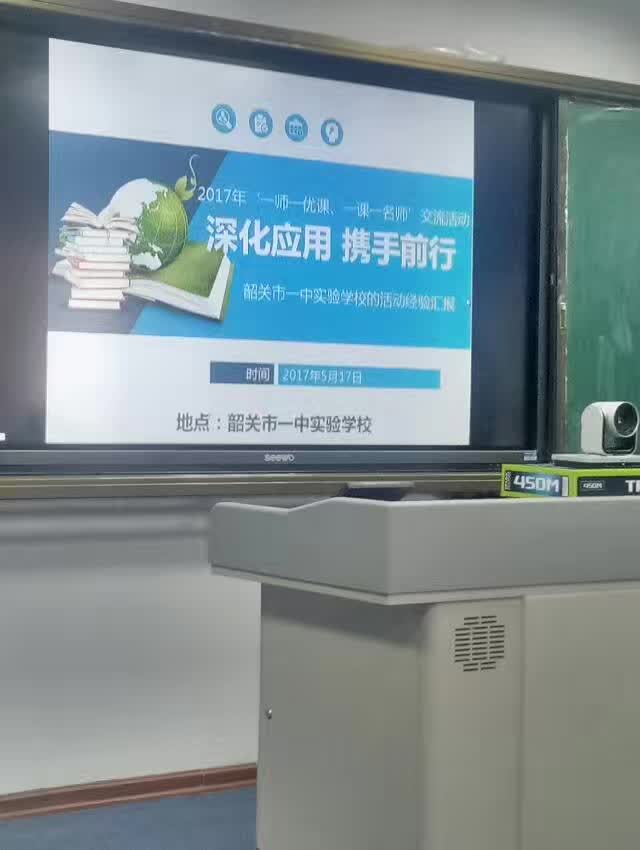 2017年‘一师一优课、一课一名师’交流活动
深化应用 携手前行
韶关市一中实验学校的活动经验汇报
时间 2017年5月17日
地点：韶关市一中实验学校
seewo
450M
450M